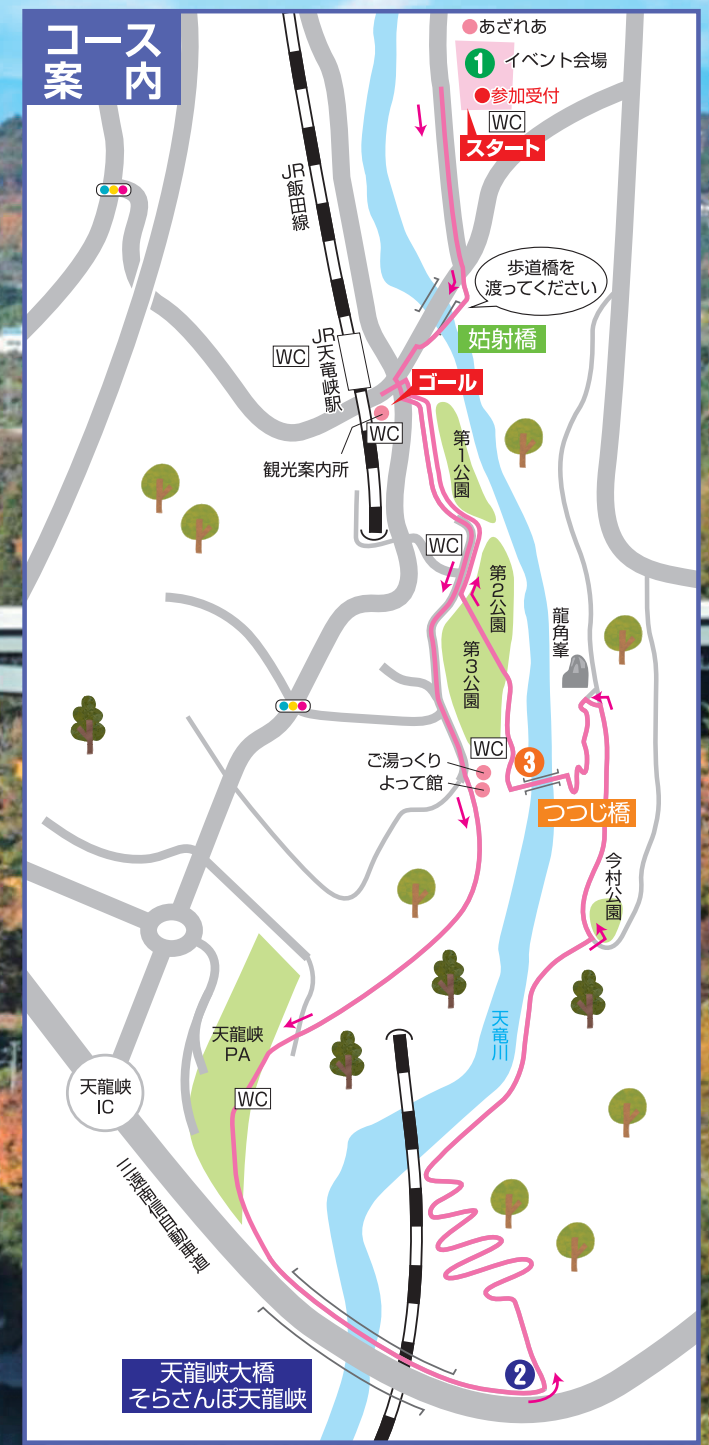 コース
案内
あざれあ
1 イベント会場
参加受付
WC
スタート
JR飯田線
歩道橋を
渡ってください
姑射橋
WC
JR天竜峡駅
ゴール
WC
観光案内所
第1公園
WC
第2公園
龍角峯
第3公園
WC
ご湯っくり
よって館
3
つつじ橋
今村公園
天竜川
天龍峡
PA
WC
天龍峡
IC
三遠南信自動車道
2
天龍峡大橋
そらさんぽ天龍峡